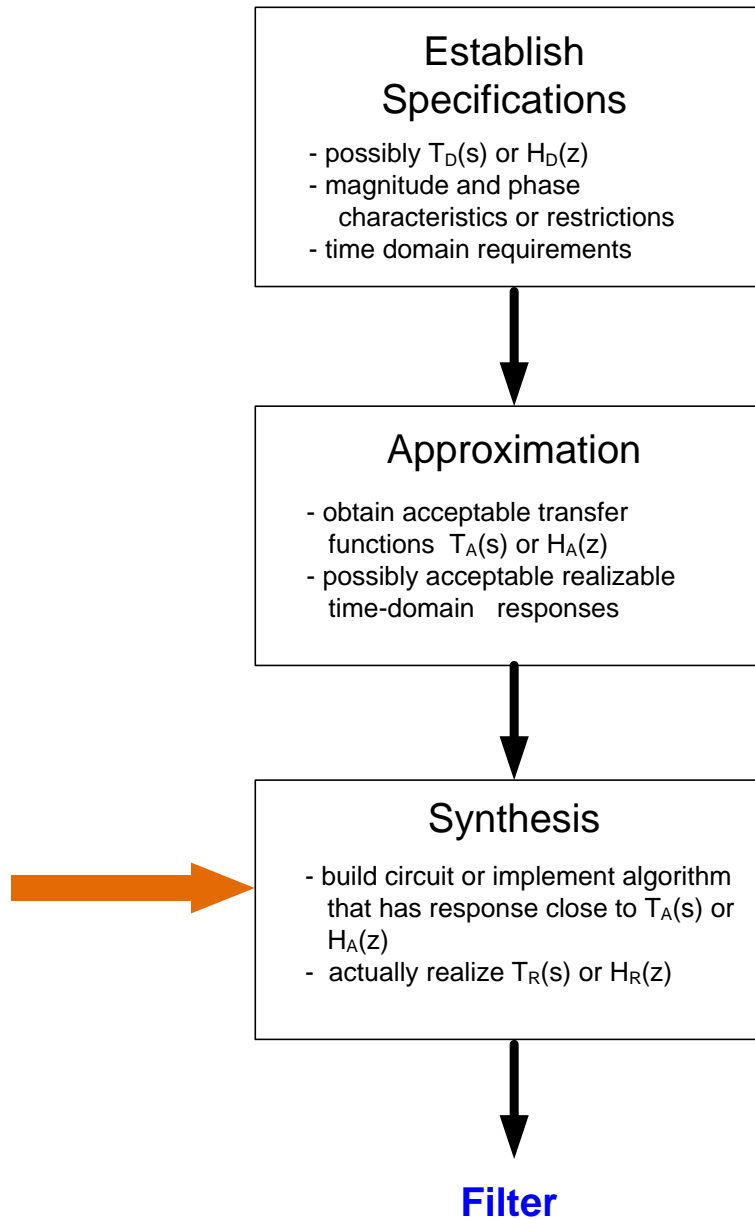 Establish
Specifications
- possibly T_D(s) or H_D(z)
- magnitude and phase
characteristics or restrictions
- time domain requirements
Approximation
- obtain acceptable transfer
functions T_A(s) or H_A(z)
- possibly acceptable realizable
time-domain responses
Synthesis
- build circuit or implement algorithm
that has response close to T_A(s) or
H_A(z)
- actually realize T_R(s) or H_R(z)
Filter